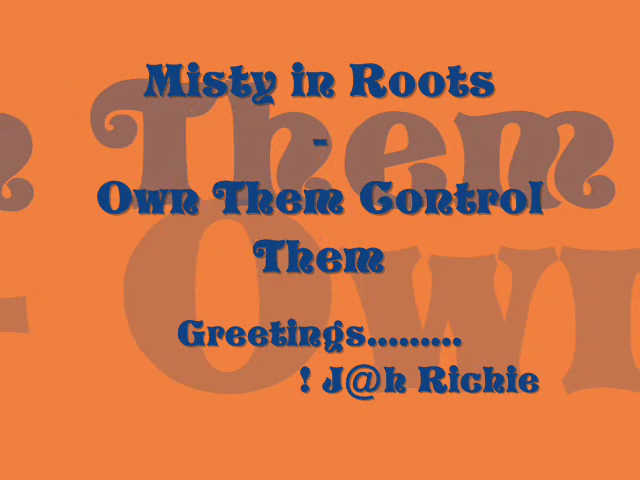 Misty in Roots
-
Own Them Control
Them
Greetings.........
! J@h Richie